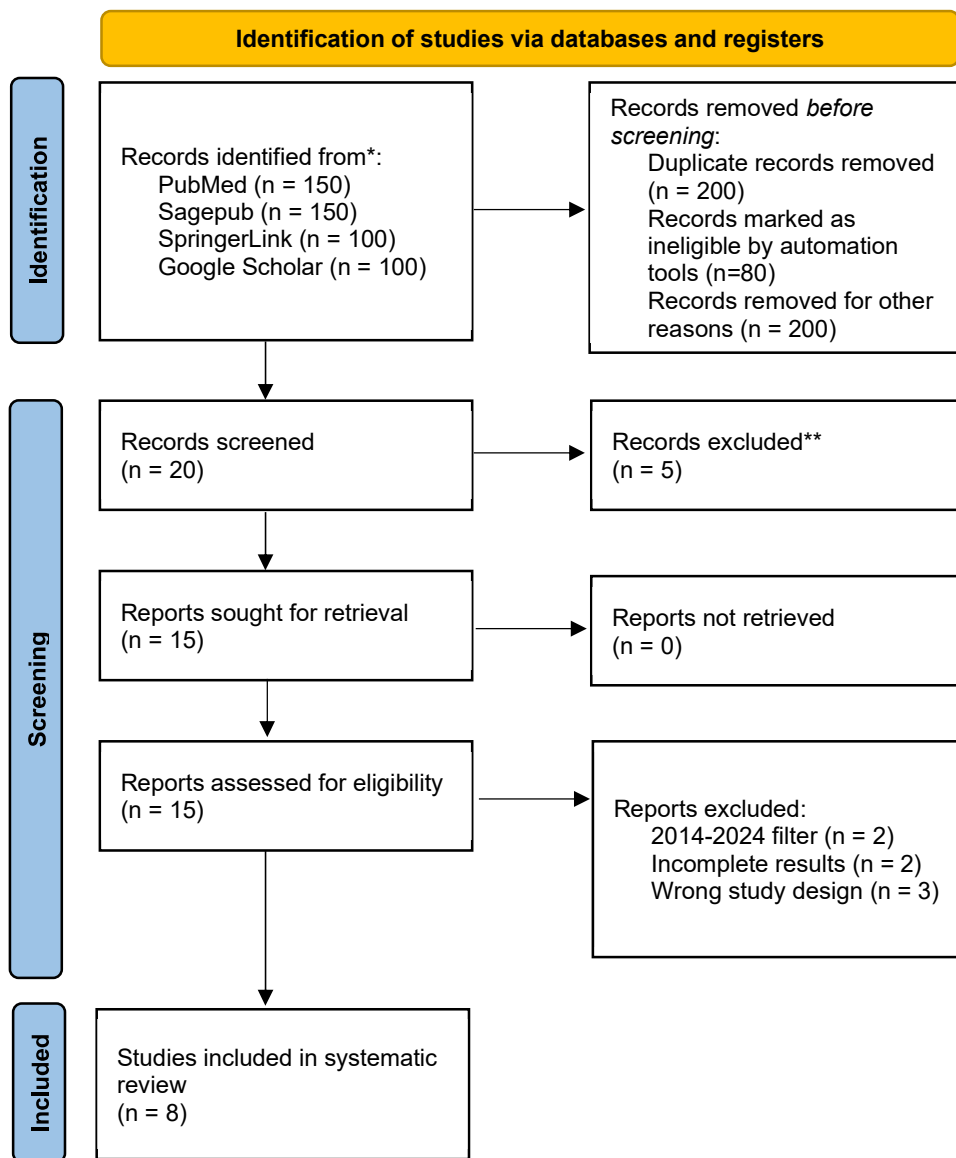 Identification of studies via databases and registers
Identification
Records identified from*:
PubMed (n = 150)
Sagepub (n = 150)
SpringerLink (n = 100)
Google Scholar (n = 100)
Records removed before
screening:
Duplicate records removed
(n = 200)
Records marked as
ineligible by automation
tools (n=80)
Records removed for other
reasons (n = 200)
Screening
Records screened
(n = 20)
Records excluded**
(n = 5)
Reports sought for retrieval
(n = 15)
Reports not retrieved
(n = 0)
Reports assessed for eligibility
(n = 15)
Reports excluded:
2014-2024 filter (n = 2)
Incomplete results (n = 2)
Wrong study design (n = 3)
Included
Studies included in systematic
review
(n = 8)